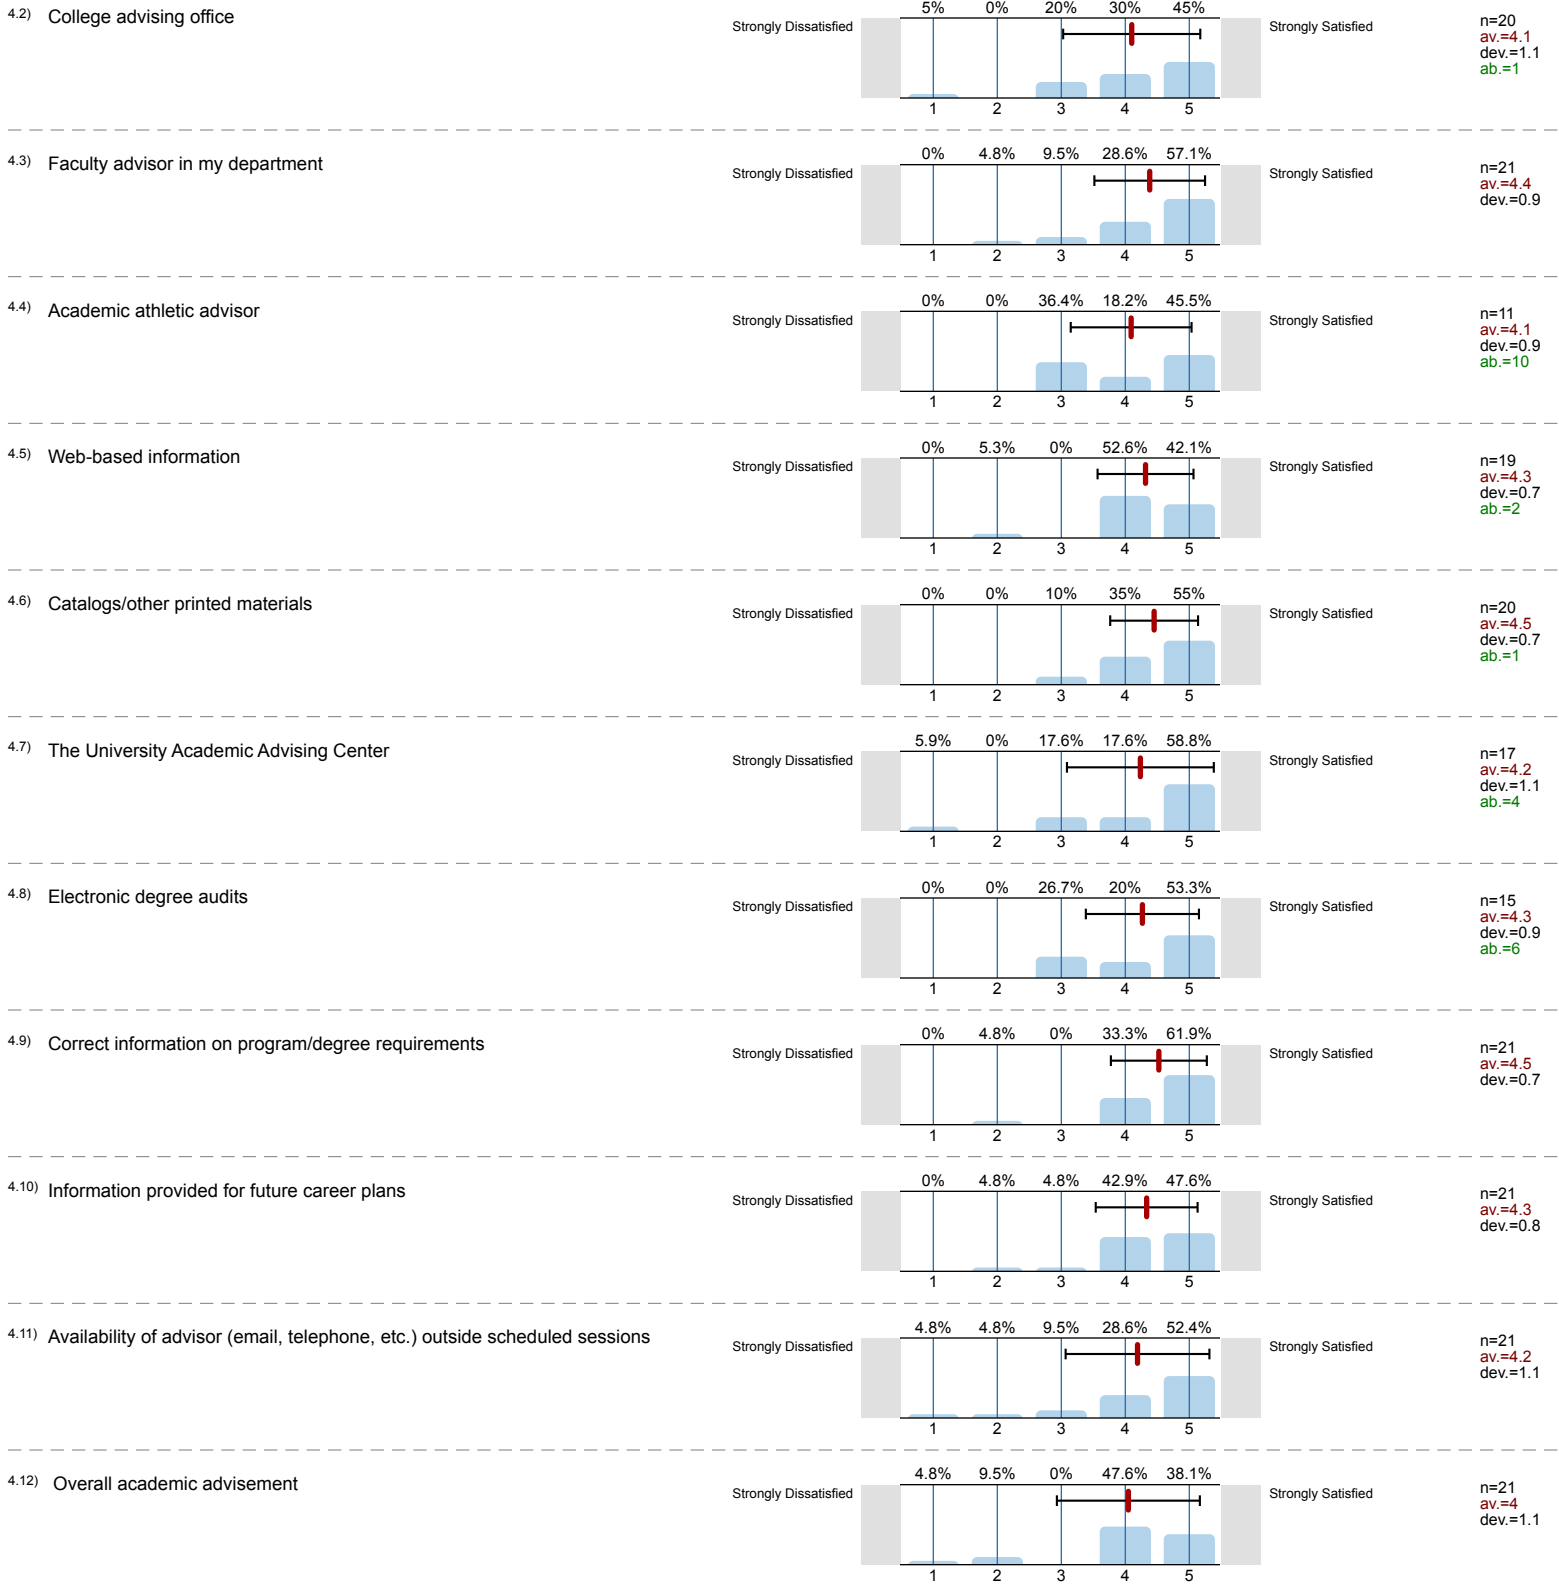 4.2) College advising office
5% 0% 20% 30% 45%
Strongly Dissatisfied Strongly Satisfied
1 2 3 4 5
n=20
av.=4.1
dev.=1.1
ab.=1
4.3) Faculty advisor in my department
0% 4.8% 9.5% 28.6% 57.1%
Strongly Dissatisfied Strongly Satisfied
1 2 3 4 5
n=21
av.=4.4
dev.=0.9
4.4) Academic athletic advisor
0% 0% 36.4% 18.2% 45.5%
Strongly Dissatisfied Strongly Satisfied
1 2 3 4 5
n=11
av.=4.1
dev.=0.9
ab.=10
4.5) Web-based information
0% 5.3% 0% 52.6% 42.1%
Strongly Dissatisfied Strongly Satisfied
1 2 3 4 5
n=19
av.=4.3
dev.=0.7
ab.=2
4.6) Catalogs/other printed materials
0% 0% 10% 35% 55%
Strongly Dissatisfied Strongly Satisfied
1 2 3 4 5
n=20
av.=4.5
dev.=0.7
ab.=1
4.7) The University Academic Advising Center
5.9% 0% 17.6% 17.6% 58.8%
Strongly Dissatisfied Strongly Satisfied
1 2 3 4 5
n=17
av.=4.2
dev.=1.1
ab.=4
4.8) Electronic degree audits
0% 0% 26.7% 20% 53.3%
Strongly Dissatisfied Strongly Satisfied
1 2 3 4 5
n=15
av.=4.3
dev.=0.9
ab.=6
4.9) Correct information on program/degree requirements
0% 4.8% 0% 33.3% 61.9%
Strongly Dissatisfied Strongly Satisfied
1 2 3 4 5
n=21
av.=4.5
dev.=0.7
4.10) Information provided for future career plans
0% 4.8% 4.8% 42.9% 47.6%
Strongly Dissatisfied Strongly Satisfied
1 2 3 4 5
n=21
av.=4.3
dev.=0.8
4.11) Availability of advisor (email, telephone, etc.) outside scheduled sessions
4.8% 4.8% 9.5% 28.6% 52.4%
Strongly Dissatisfied Strongly Satisfied
1 2 3 4 5
n=21
av.=4.2
dev.=1.1
4.12) Overall academic advisement
4.8% 9.5% 0% 47.6% 38.1%
Strongly Dissatisfied Strongly Satisfied
1 2 3 4 5
n=21
av.=4
dev.=1.1